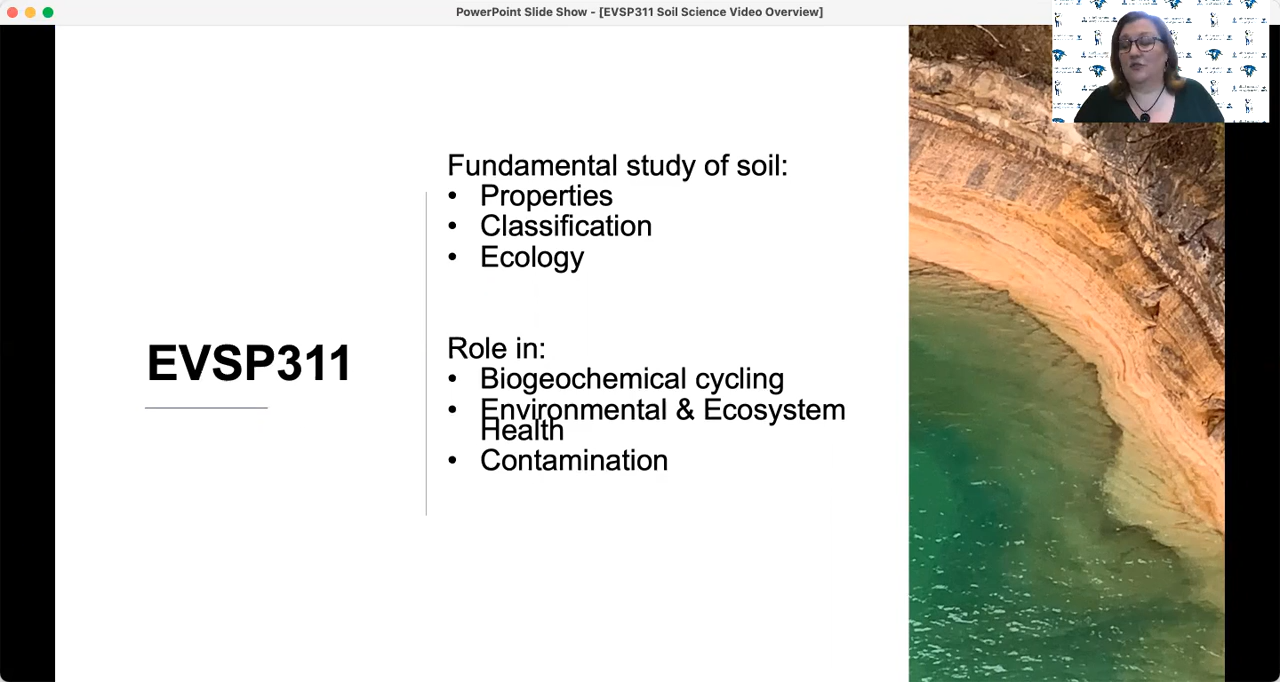 PowerPoint Slide Show - [EVSP311 Soil Science Video Overview]
EVSP311
Fundamental study of soil:
• Properties
• Classification
• Ecology
Role in:
• Biogeochemical cycling
• Environmental & Ecosystem
Health
• Contamination